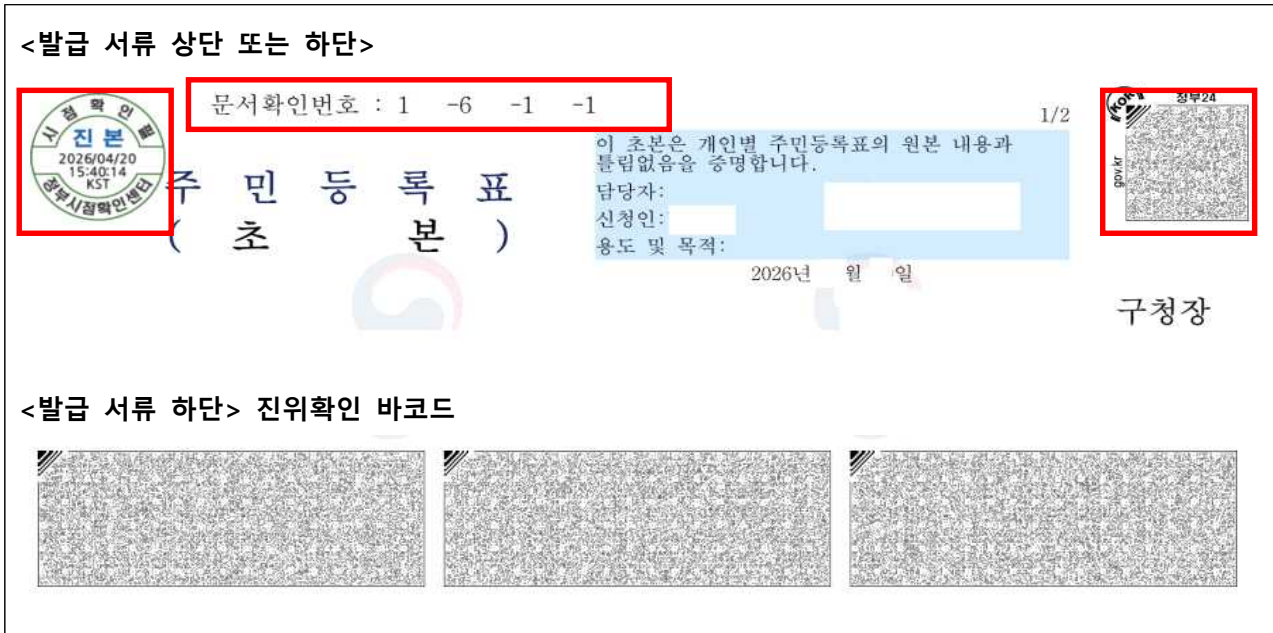 <발급 서류 상단 또는 하단>
문서확인번호 : 1 -6 -1 -1
1/2
시점확인필
진 본
2026/04/20
15:40:14
KST
정부시점확인센터
주 민 등 록 표
( 초 본 )
이 초본은 개인별 주민등록표의 원본 내용과
틀림없음을 증명합니다.
담당자:
신청인:
용도 및 목적:
2026년 월 일
정부24
gov.kr
구청장
<발급 서류 하단> 진위확인 바코드